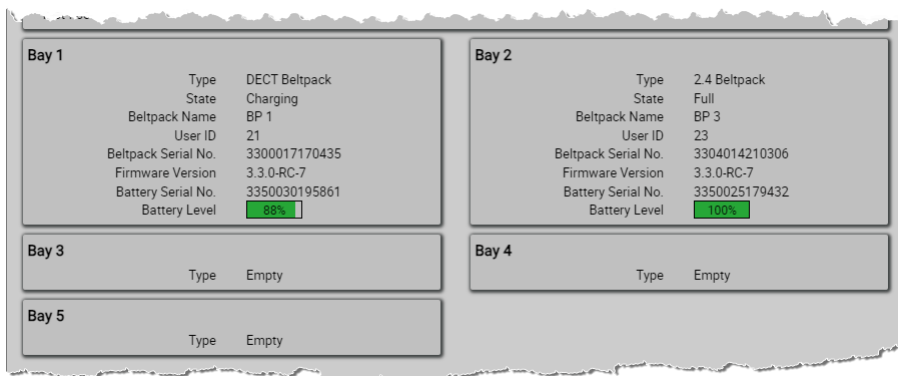 Bay 1
Type DECT Beltpack
State Charging
Beltpack Name BP 1
User ID 21
Beltpack Serial No. 3300017170435
Firmware Version 3.3.0-RC-7
Battery Serial No. 3350030195861
Battery Level 88%
Bay 2
Type 2.4 Beltpack
State Full
Beltpack Name BP 3
User ID 23
Beltpack Serial No. 3304014210306
Firmware Version 3.3.0-RC-7
Battery Serial No. 3350025179432
Battery Level 100%
Bay 3
Type Empty
Bay 4
Type Empty
Bay 5
Type Empty